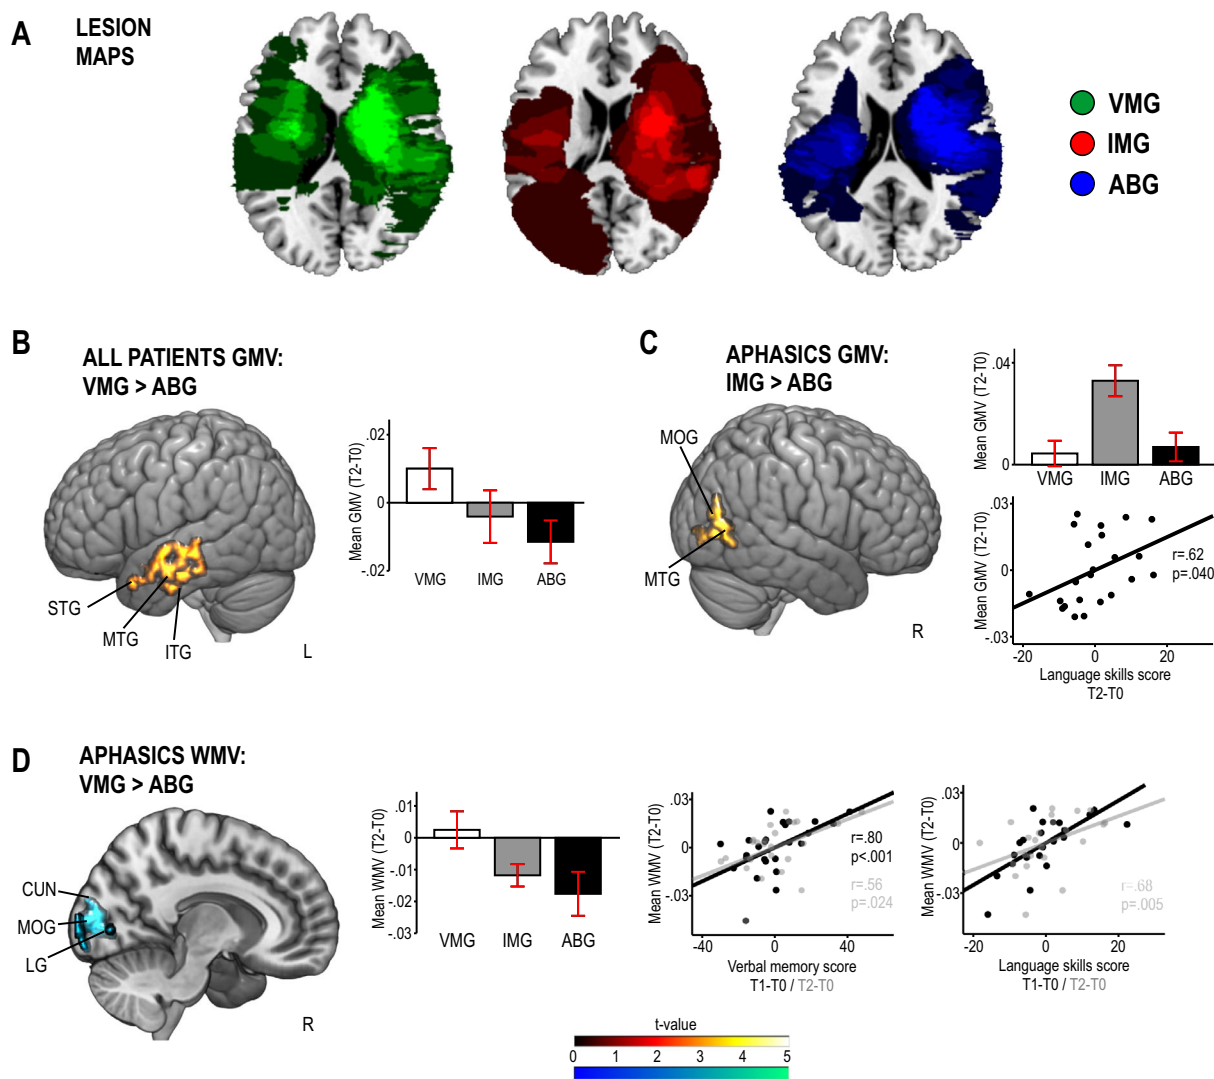 A
LESION
MAPS
VMG
IMG
ABG
B
ALL PATIENTS GMV:
VMG > ABG
STG
MTG
ITG
L
Mean GMV (T2-T0)
.02
0
-.02
VMG
IMG
ABG
C
APHASICS GMV:
IMG > ABG
MOG
MTG
R
Mean GMV (T2-T0)
.04
0
VMG
IMG
ABG
Mean GMV (T2-T0)
.03
0
-.03
r=.62
p=.040
-20
0
20
Language skills score
T2-T0
D
APHASICS WMV:
VMG > ABG
CUN
MOG
LG
R
Mean WMV (T2-T0)
.01
0
-.01
-.02
-.03
VMG
IMG
ABG
Mean WMV (T2-T0)
.03
0
-.03
r=.80
p<.001
r=.56
p=.024
-40
0
40
Verbal memory score
T1-T0 / T2-T0
Mean WMV (T2-T0)
.03
0
-.03
r=.68
p=.005
-20
0
20
Language skills score
T1-T0 / T2-T0
t-value
0
1
2
3
4
5